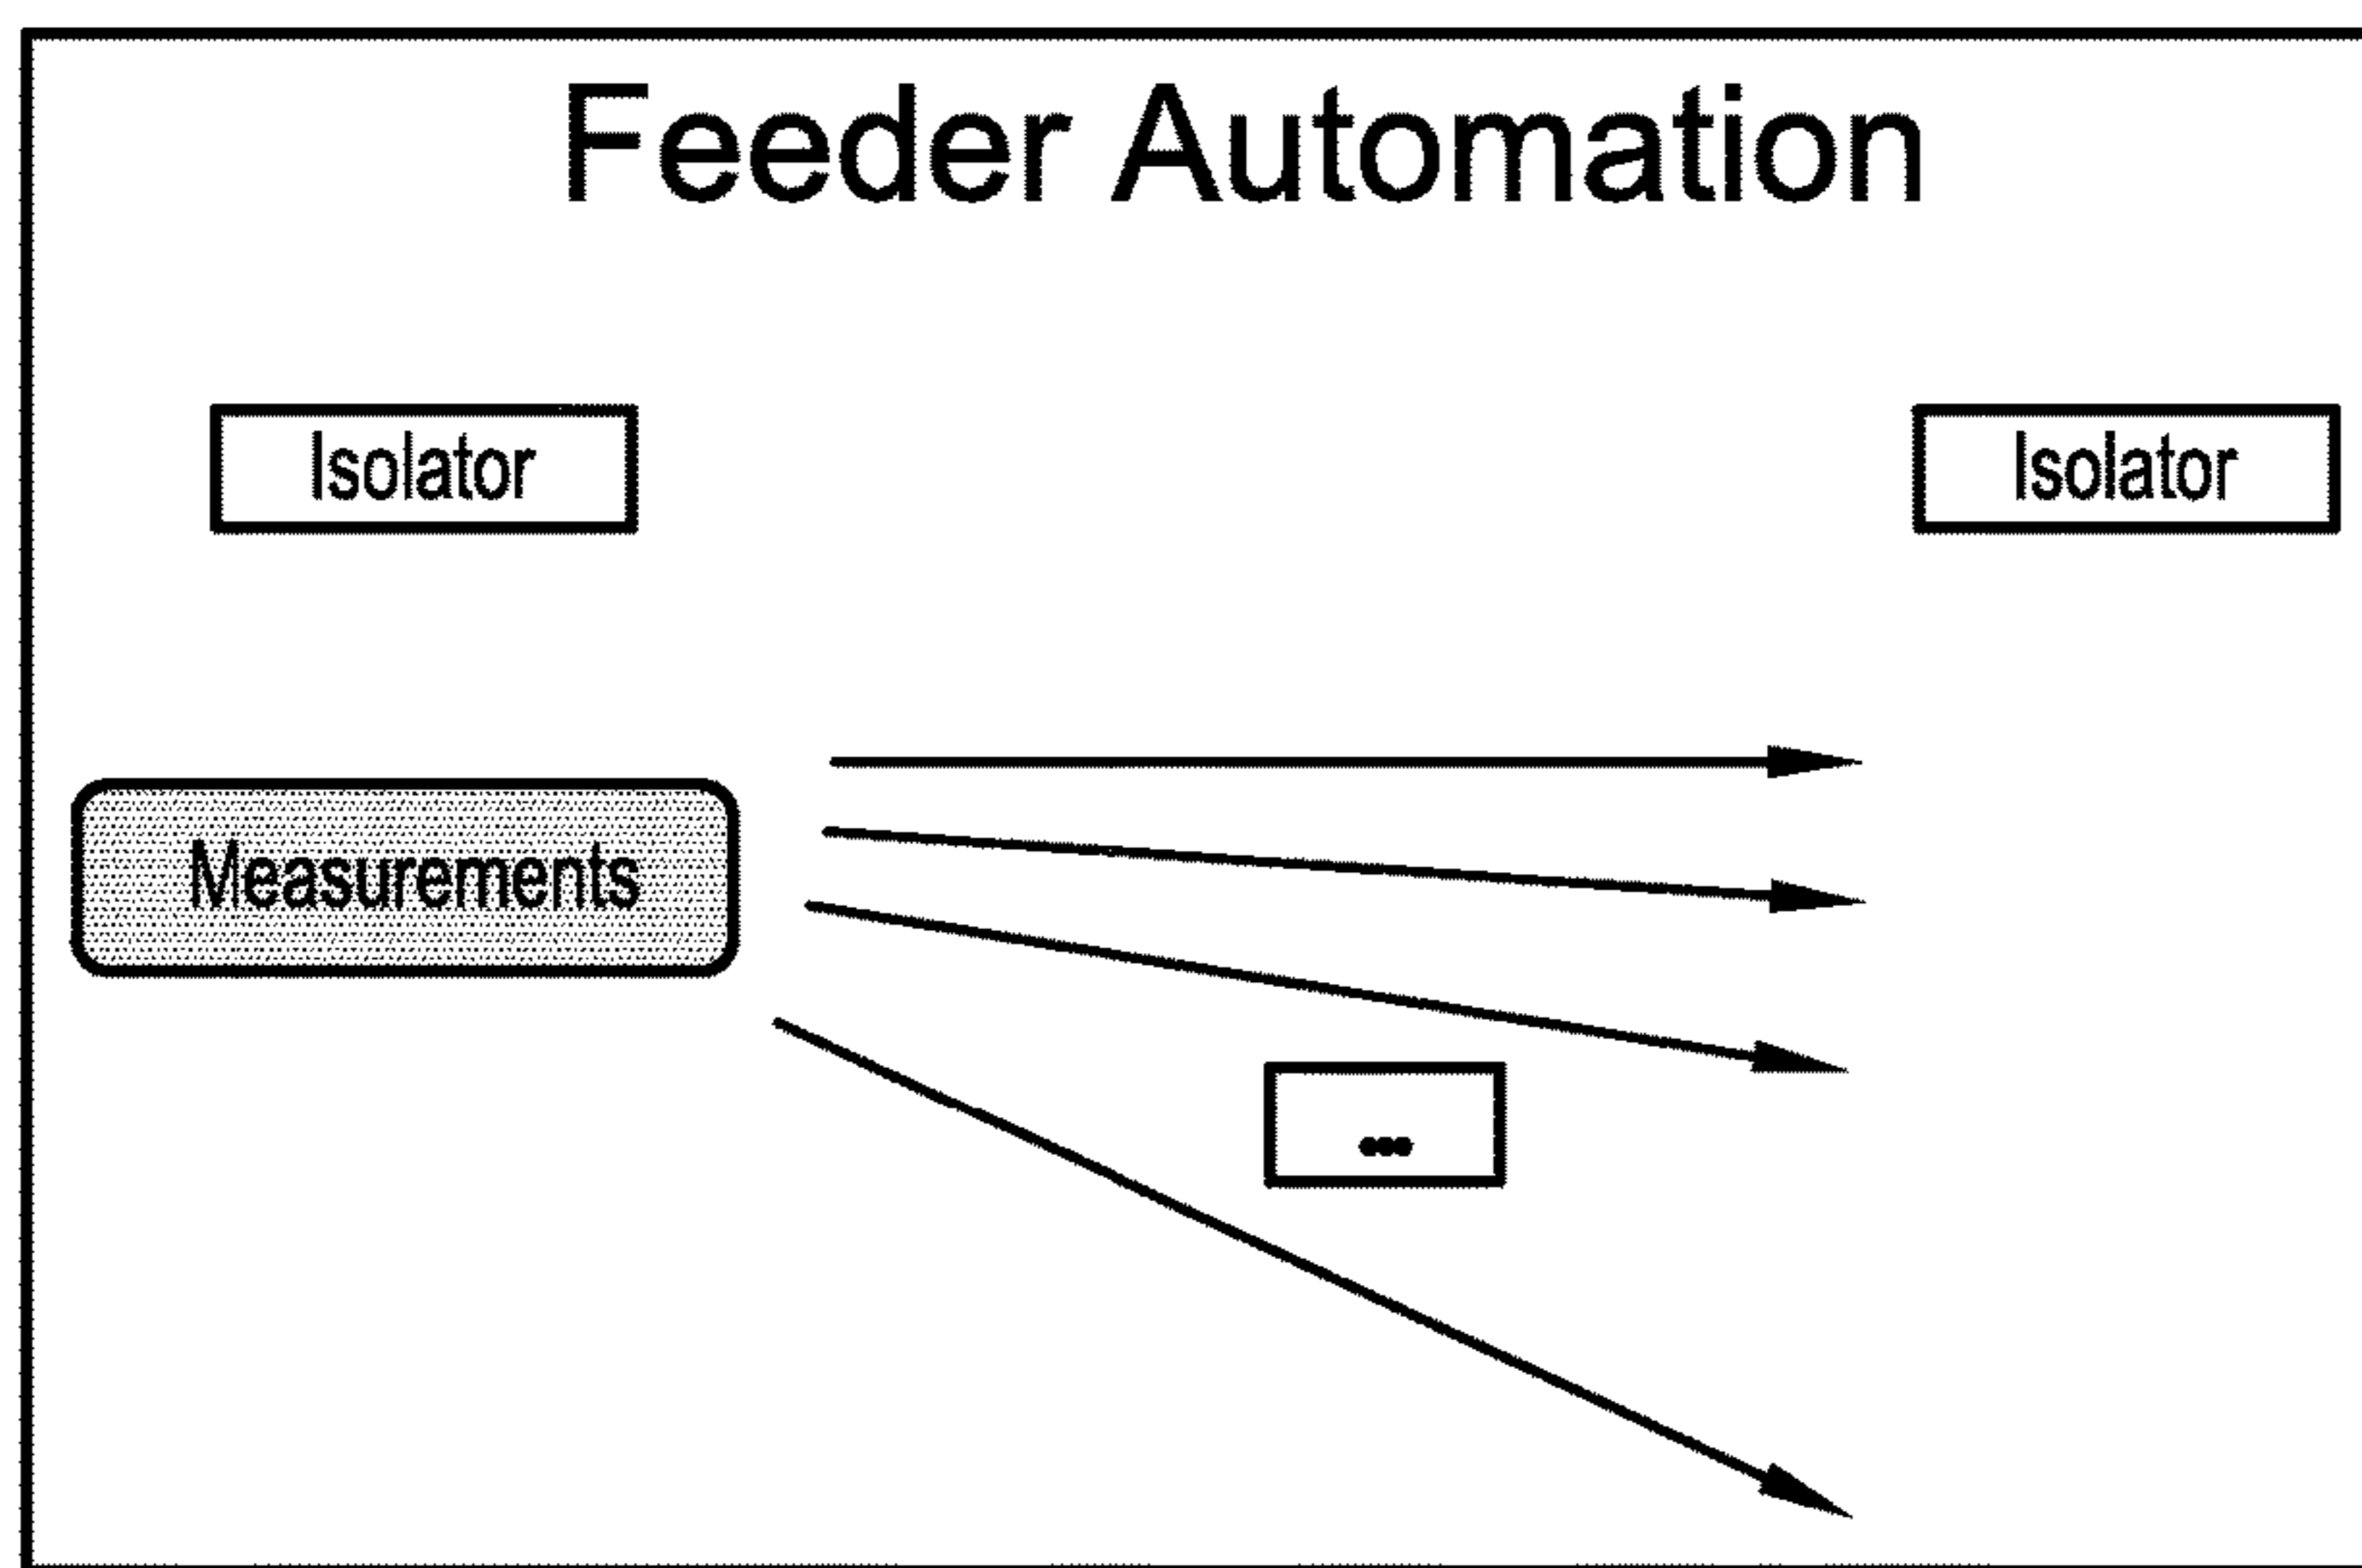 Feeder Automation
Isolator
Isolator
Measurements
...